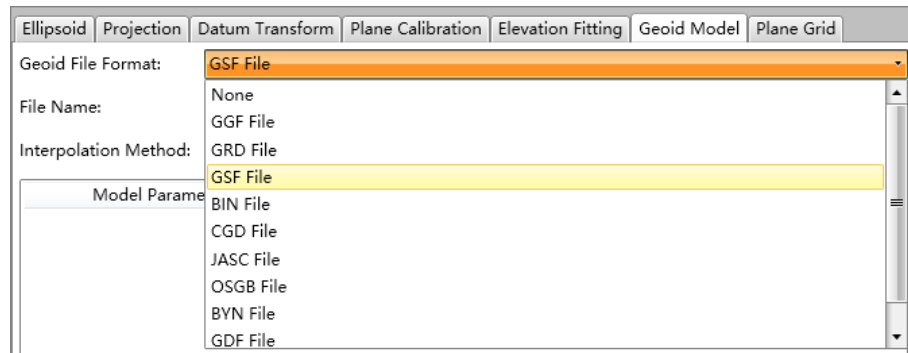 Ellipsoid Projection Datum Transform Plane Calibration Elevation Fitting Geoid Model Plane Grid
Geoid File Format: GSF File
None
File Name:
GGF File
Interpolation Method: GRD File
GSF File
Model Parame
BIN File
CGD File
JASC File
OSGB File
BYN File
GDF File